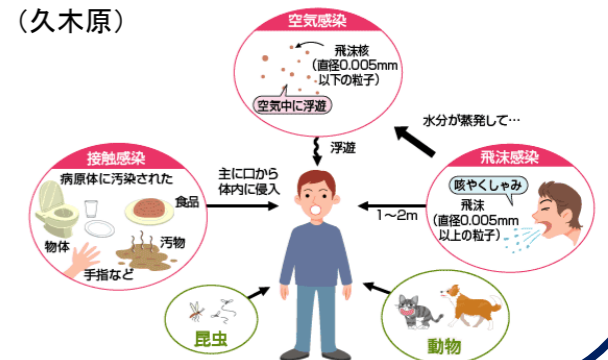 （久木原）
空気感染
飛沫核
（直径0.005mm
以下の粒子）
空気中に浮遊
浮遊
水分が蒸発して…
接触感染
病原体に汚染された
食品
物体
汚物
手指など
主に口から
体内に侵入
飛沫感染
咳やくしゃみ
飛沫
（直径0.005mm
以上の粒子）
1〜2m
昆虫
動物